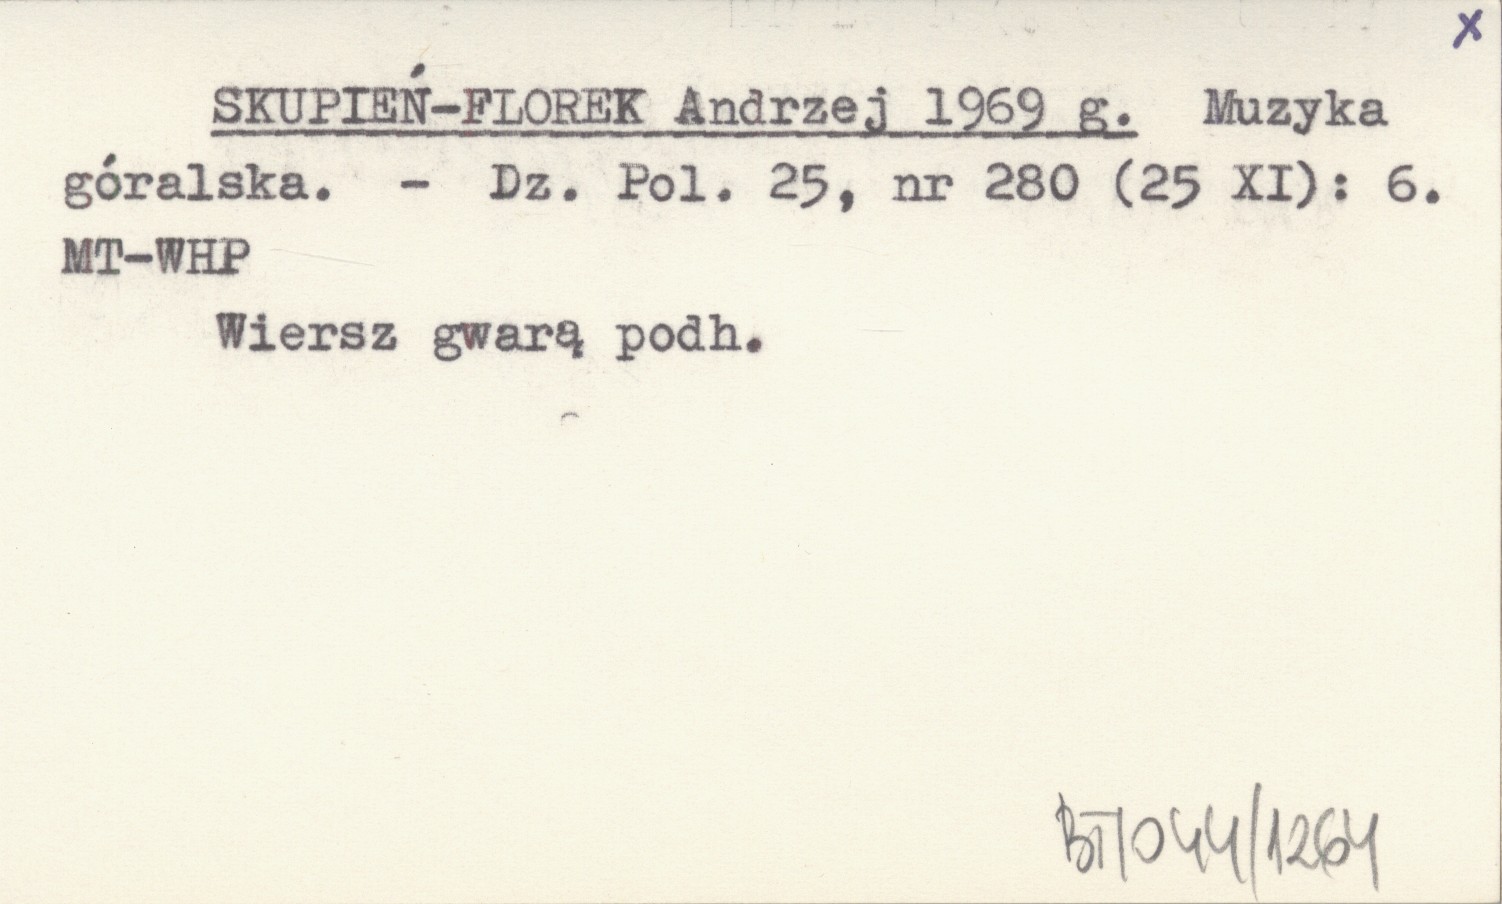 x
SKUPIEŃ-FLOREK Andrzej 1969 g. Muzyka
góralska. - Dz. Pol. 25, nr 280 (25 XI): 6.
MT-WHP
Wiersz gwarą podh.
BT/044/1264